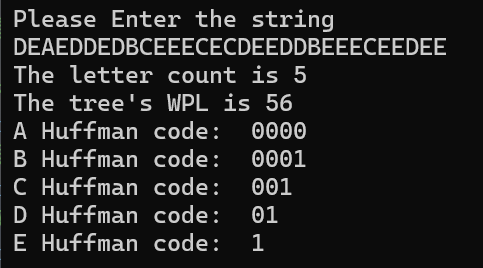 Please Enter the string
DEAEDDEDBCEEECECDEEDDBEEECEEDEE
The letter count is 5
The tree's WPL is 56
A Huffman code:  0000
B Huffman code:  0001
C Huffman code:  001
D Huffman code:  01
E Huffman code:  1